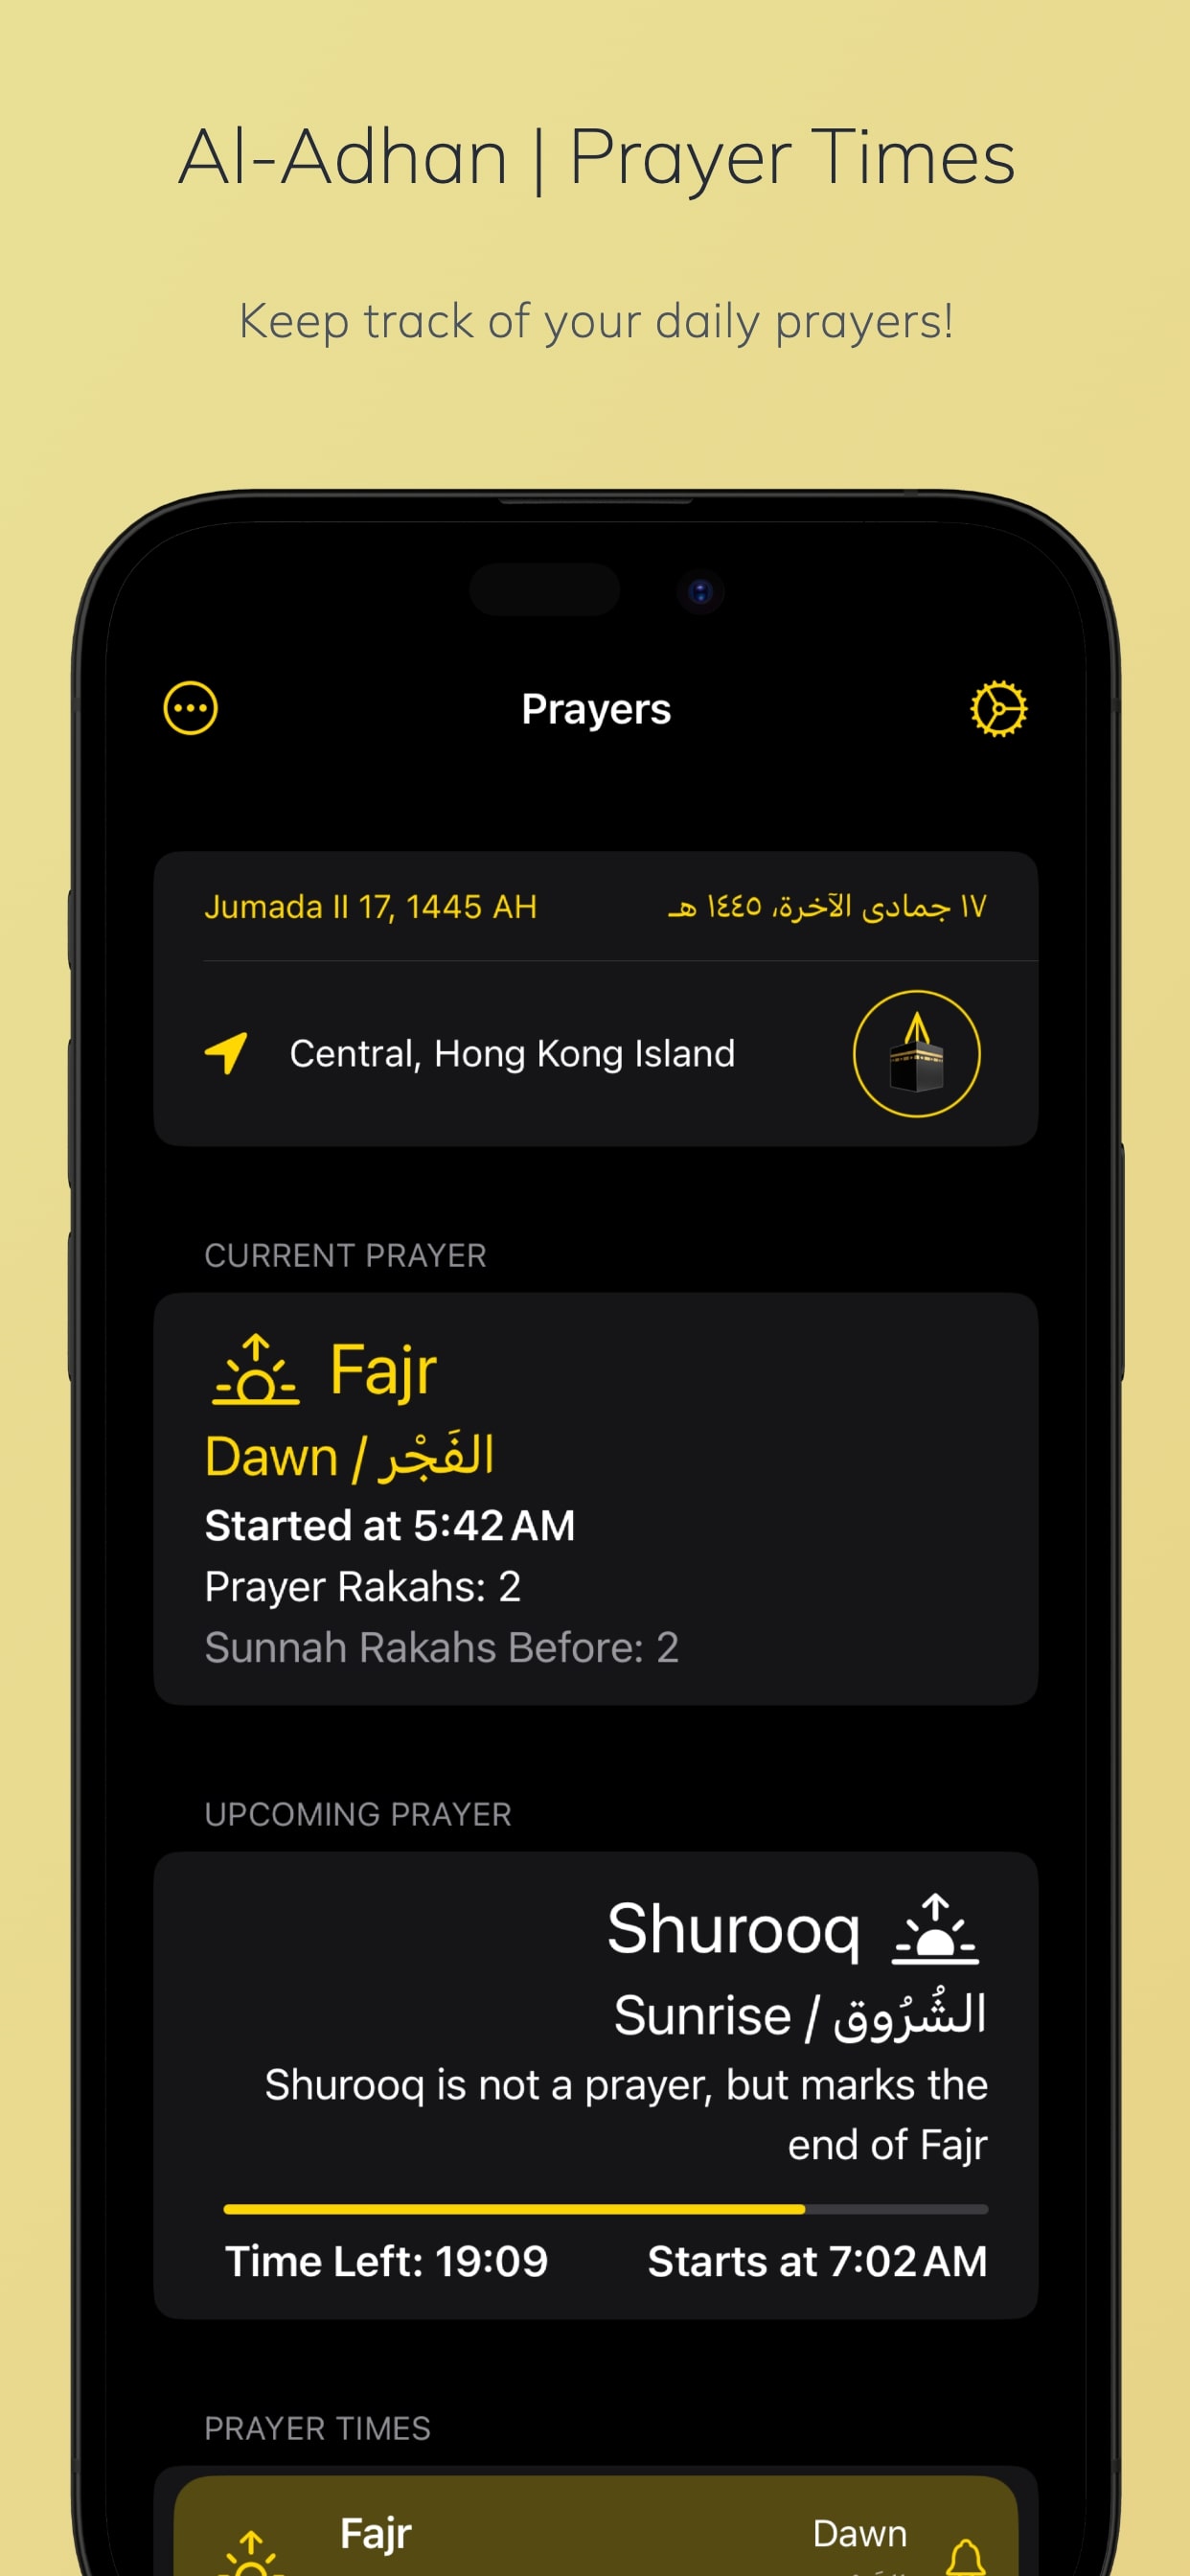 Al-Adhan | Prayer Times
Keep track of your daily prayers!
Prayers
Jumada II 17, 1445 AH
١٧ جمادى الآخرة، ١٤٤٥ هـ
Central, Hong Kong Island
CURRENT PRAYER
Fajr
Dawn / الفَجْر
Started at 5:42 AM
Prayer Rakahs: 2
Sunnah Rakahs Before: 2
UPCOMING PRAYER
Shurooq
Sunrise / الشُرُوق
Shurooq is not a prayer, but marks the
end of Fajr
Time Left: 19:09
Starts at 7:02 AM
PRAYER TIMES
Fajr
Dawn